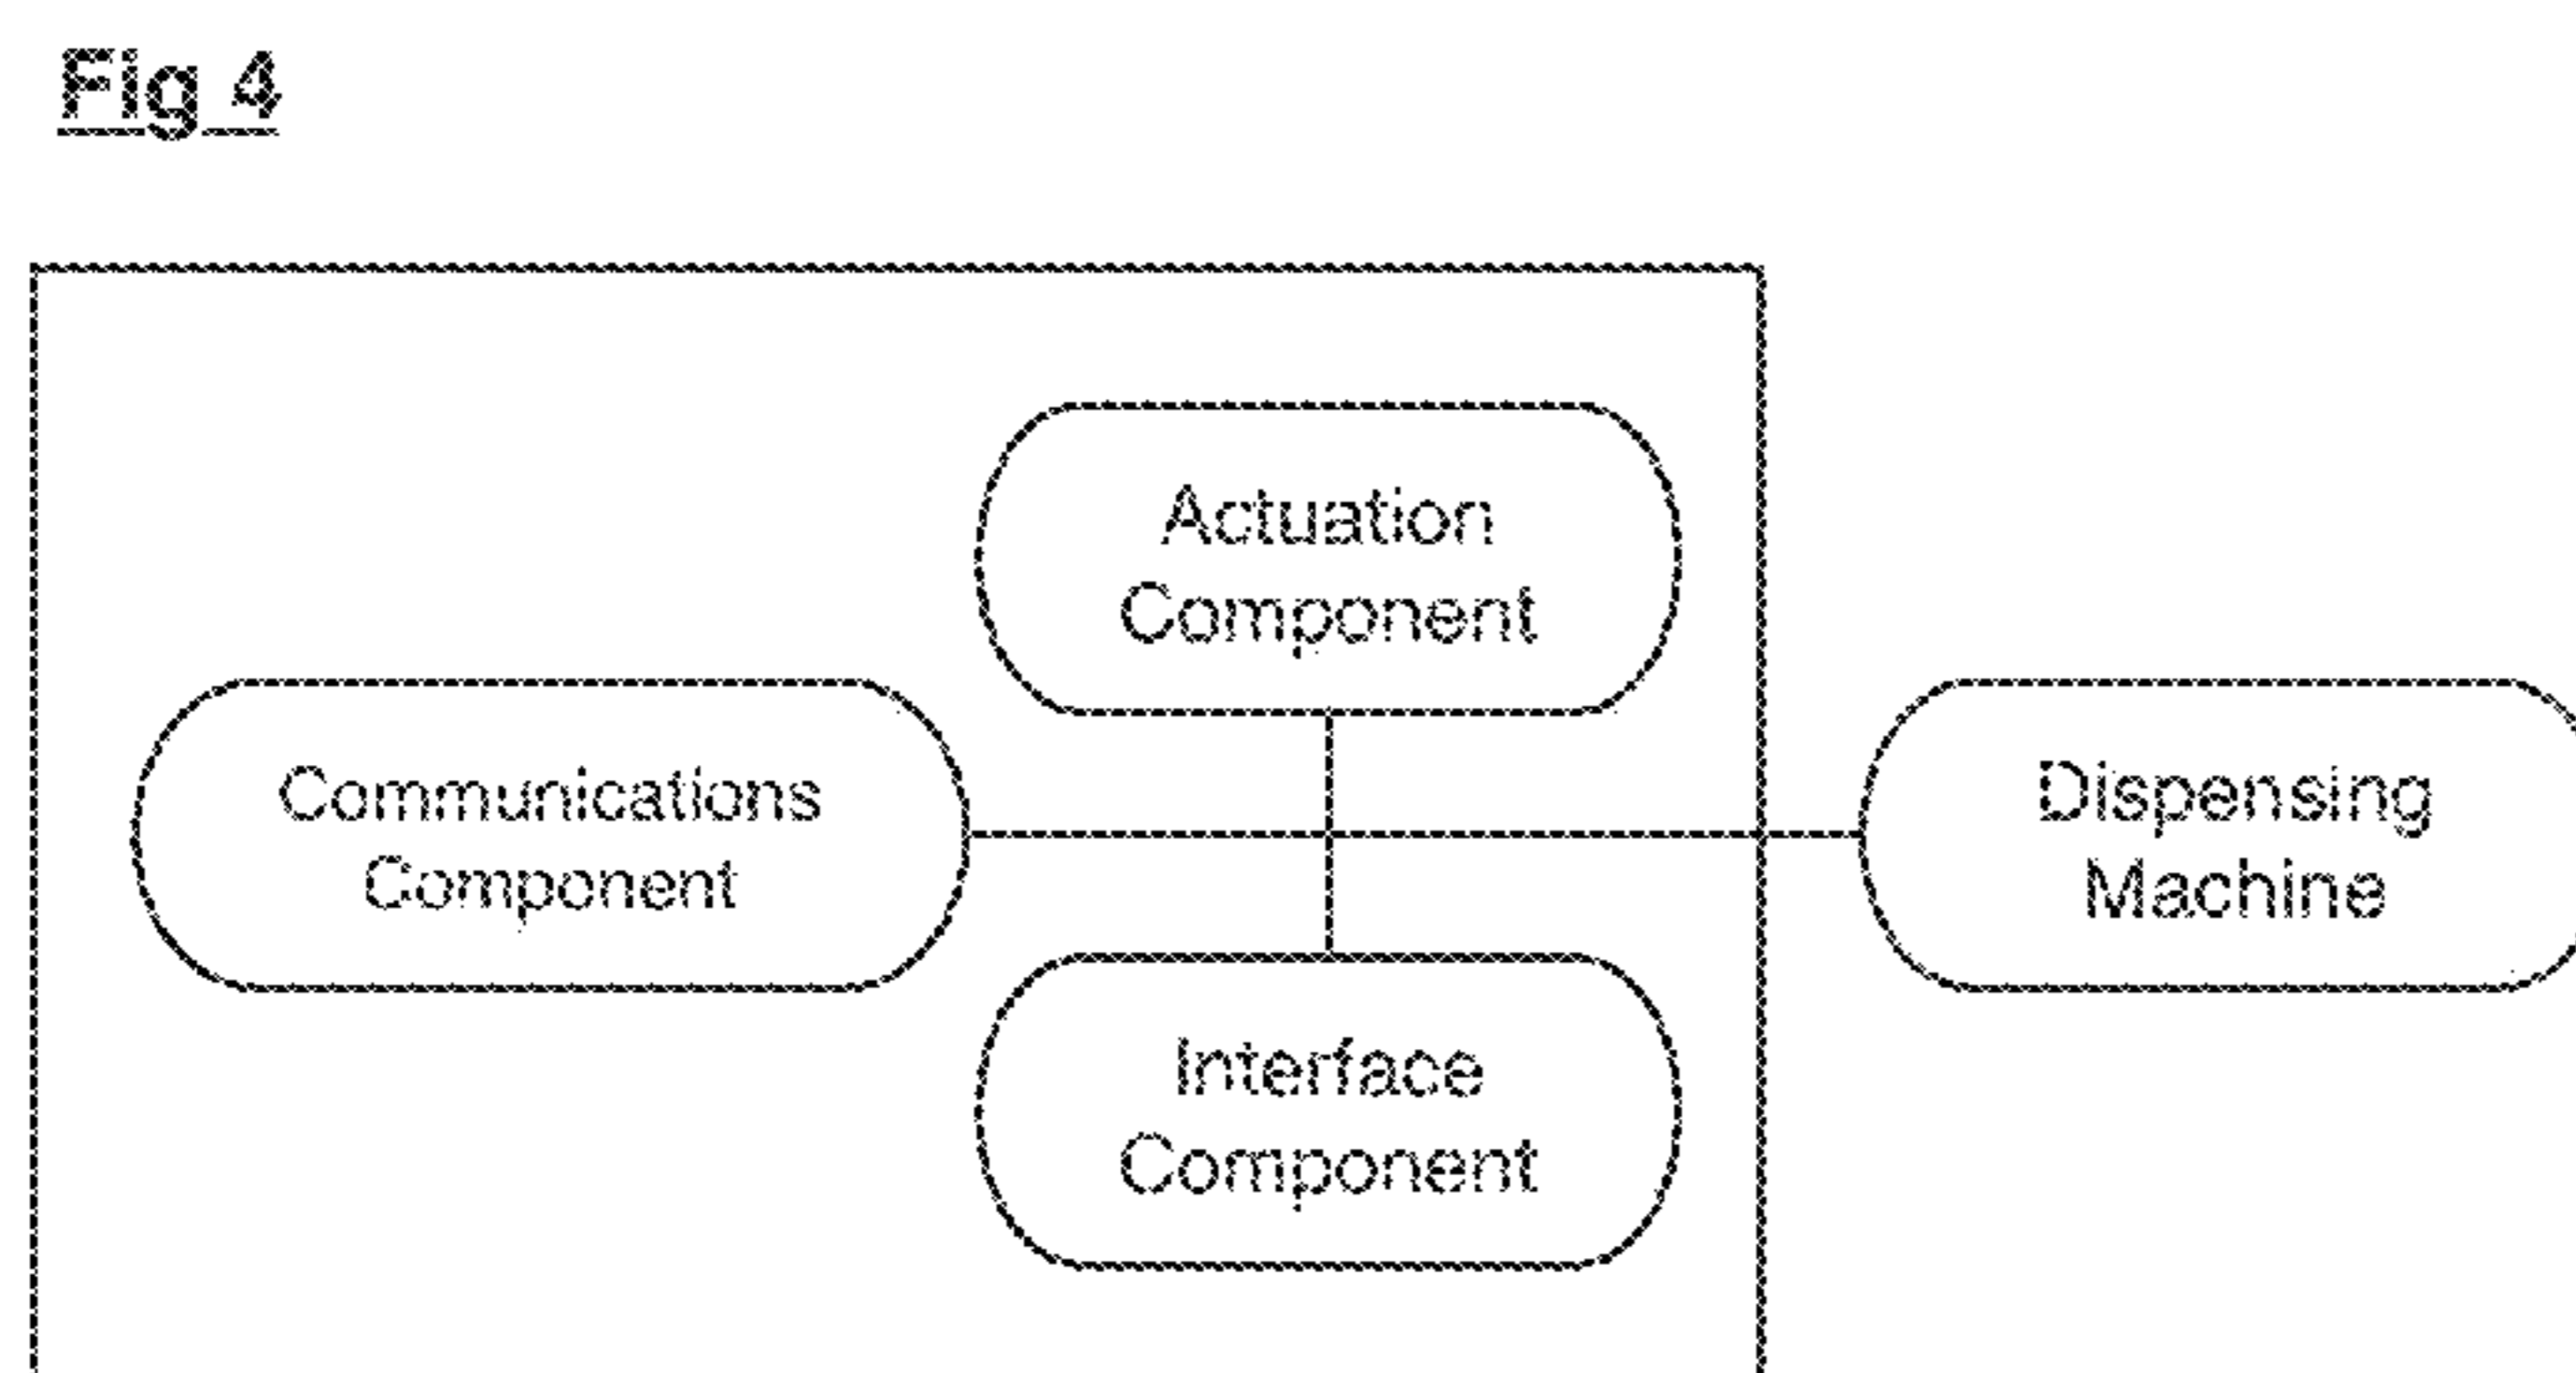 Fig 4
Actuation
Component
Communications
Component
Dispensing
Machine
Interface
Component